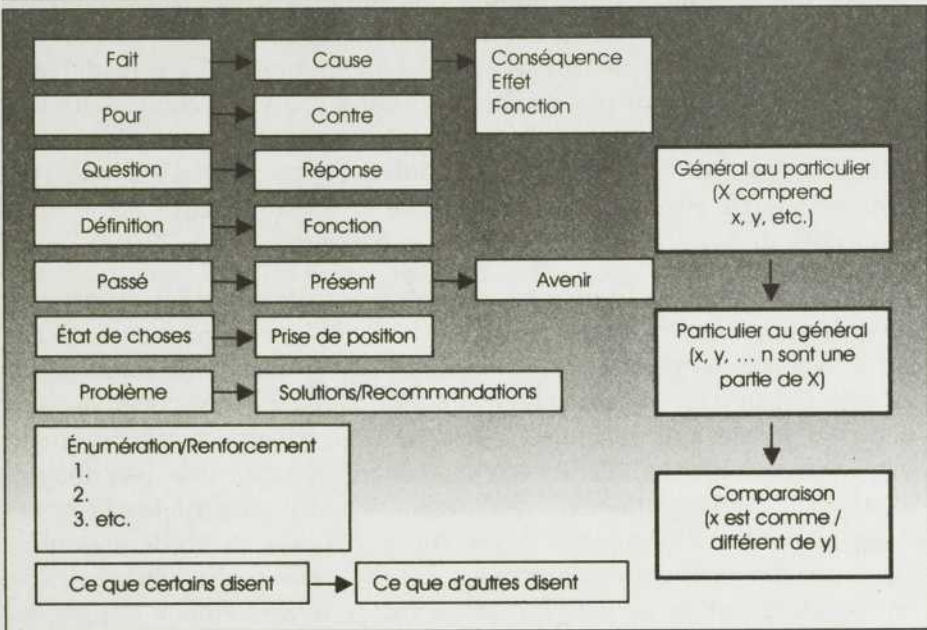 Fait
Cause
Conséquence
Effet
Fonction
Pour
Contre
Question
Réponse
Définition
Fonction
Passé
Présent
Avenir
État de choses
Prise de position
Problème
Solutions/Recommandations
Énumération/Renforcement
1.
2.
3. etc.
Ce que certains disent
Ce que d'autres disent
Général au particulier
(X comprend
x, y, etc.)
Particulier au général
(x, y, ... n sont une
partie de X)
Comparaison
(x est comme /
différent de y)